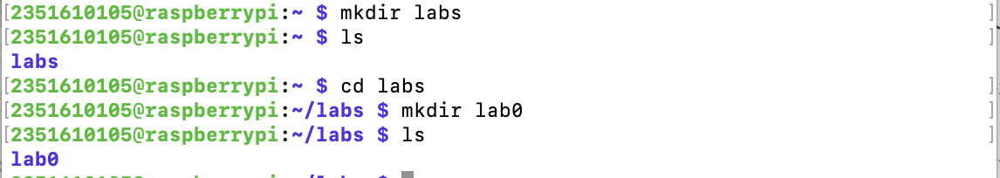 [2351610105@raspberrypi:~ $ mkdir labs ]
[2351610105@raspberrypi:~ $ ls ]
labs
[2351610105@raspberrypi:~ $ cd labs ]
[2351610105@raspberrypi:~/labs $ mkdir lab0 ]
[2351610105@raspberrypi:~/labs $ ls ]
lab0